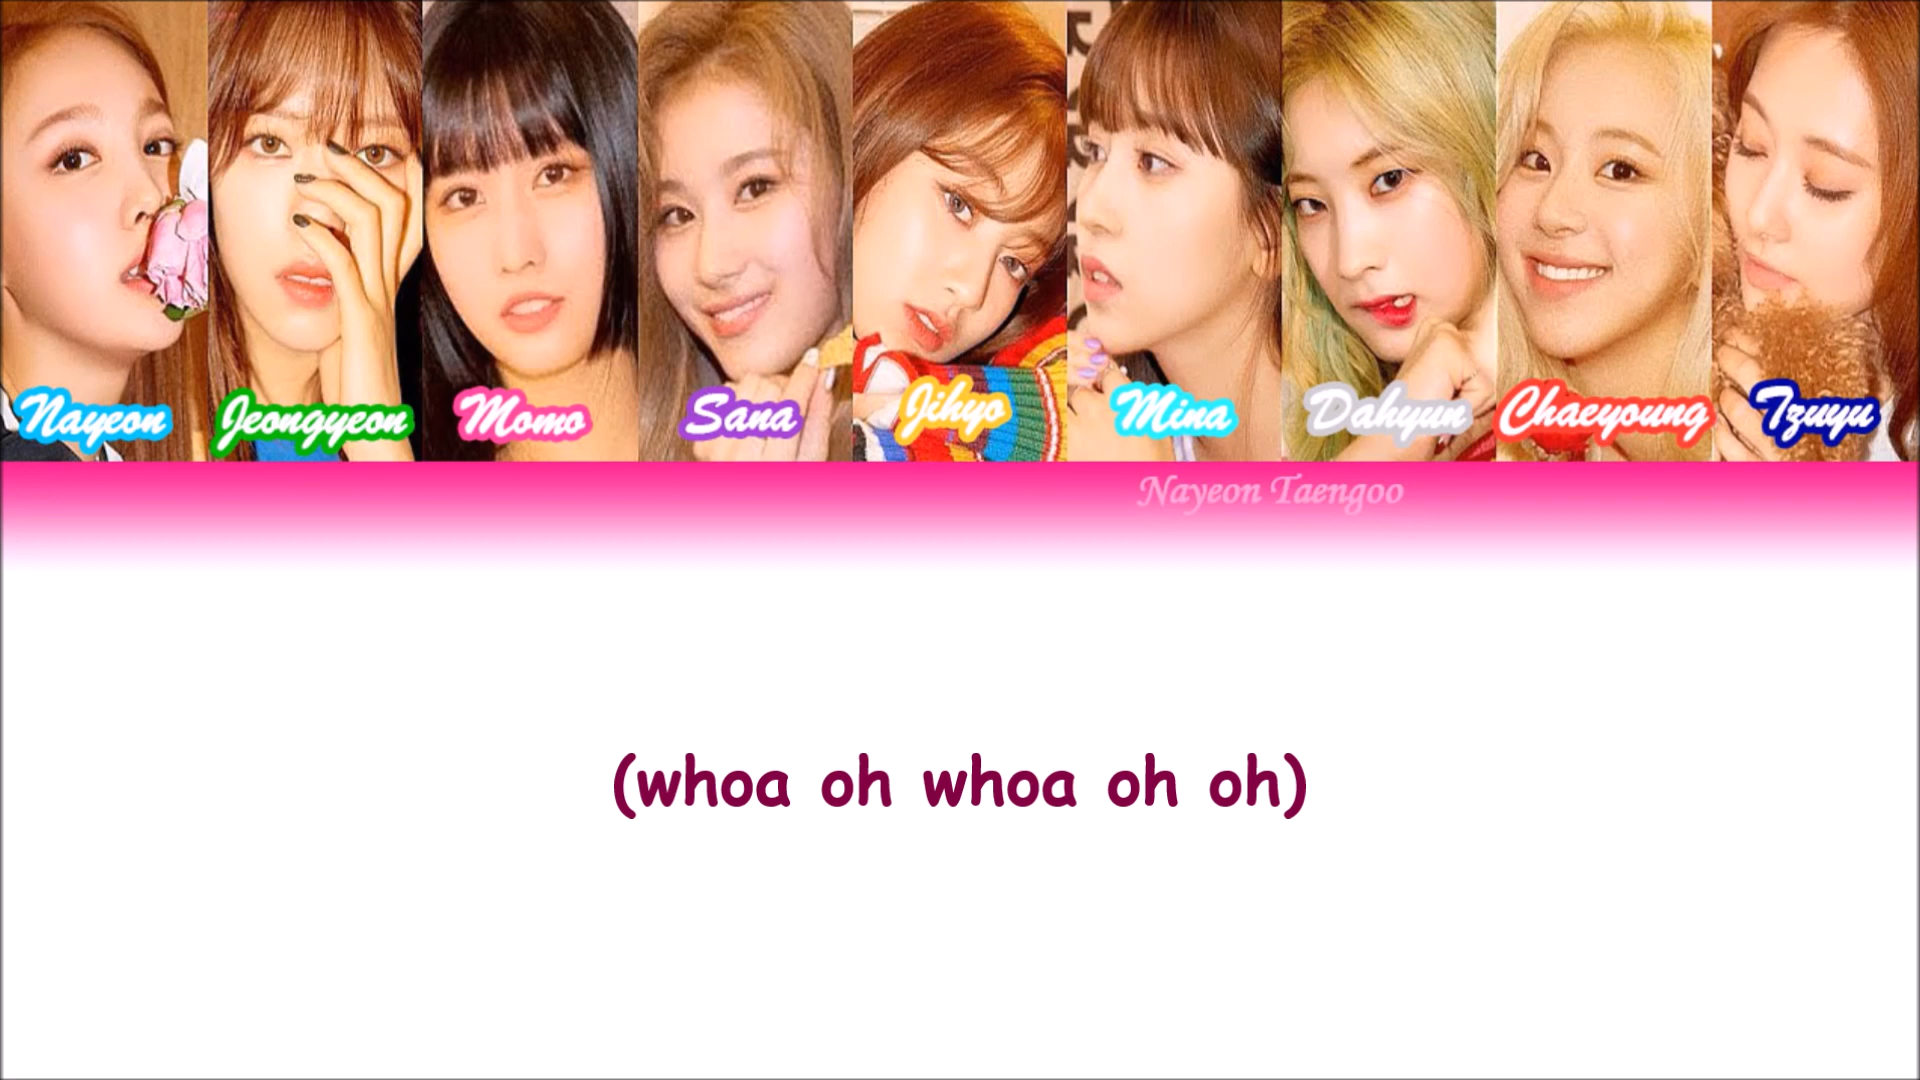 Nayeon Jeongyeon Momo Sana Jihyo Mina Dahyun Chaeyoung Tzuyu
Nayeon Taengoo
(whoa oh whoa oh oh)